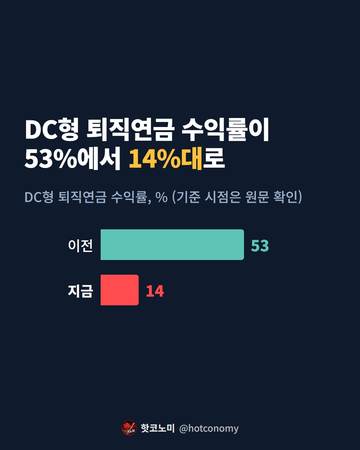 DC형 퇴직연금 수익률이
53%에서 14%대로
DC형 퇴직연금 수익률, % (기준 시점은 원문 확인)
이전 53
지금 14
핫코노미 @hotconomy